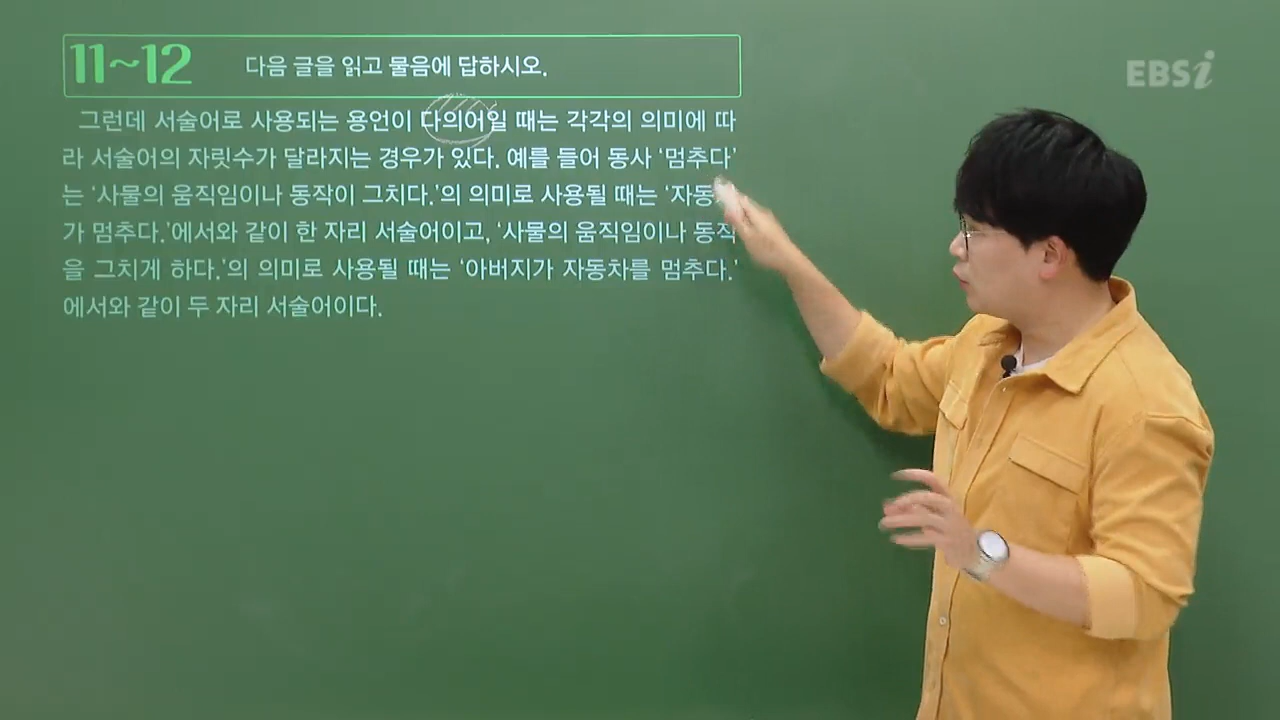 11~12 다음 글을 읽고 물음에 답하시오.
EBSi
그런데 서술어로 사용되는 용언이 다의어일 때는 각각의 의미에 따
라 서술어의 자릿수가 달라지는 경우가 있다. 예를 들어 동사 ‘멈추다’
는 ‘사물의 움직임이나 동작이 그치다.’의 의미로 사용될 때는 ‘자동
가 멈추다.’에서와 같이 한 자리 서술어이고, ‘사물의 움직임이나 동작
을 그치게 하다.’의 의미로 사용될 때는 ‘아버지가 자동차를 멈추다.’
에서와 같이 두 자리 서술어이다.